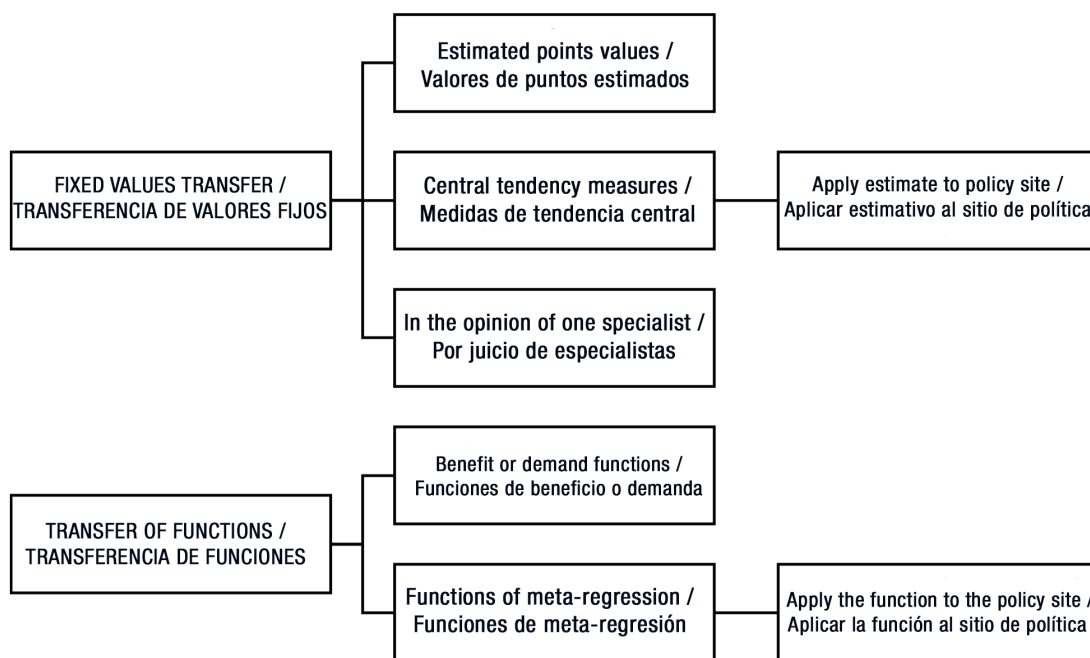 Estimated points values /
Valores de puntos estimados
FIXED VALUES TRANSFER /
TRANSFERENCIA DE VALORES FIJOS
Central tendency measures /
Medidas de tendencia central
Apply estimate to policy site /
Aplicar estimativo al sitio de política
In the opinion of one specialist /
Por juicio de especialistas
Benefit or demand functions /
Funciones de beneficio o demanda
TRANSFER OF FUNCTIONS /
TRANSFERENCIA DE FUNCIONES
Functions of meta-regression /
Funciones de meta-regresión
Apply the function to the policy site /
Aplicar la función al sitio de política